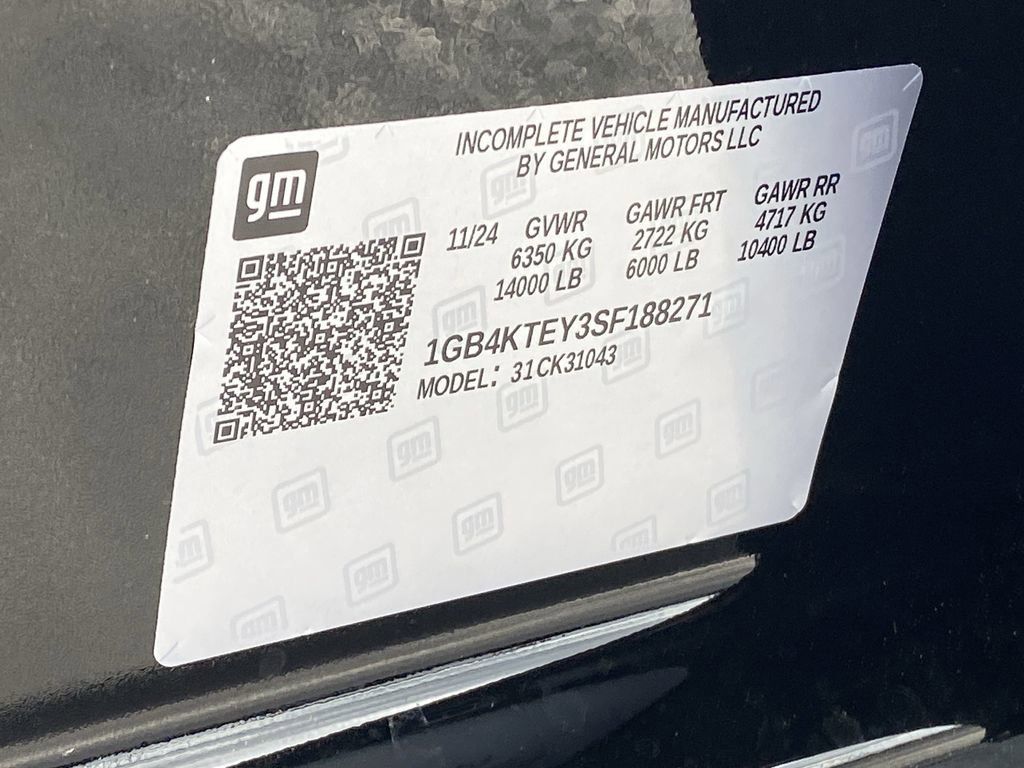 gm
INCOMPLETE VEHICLE MANUFACTURED
BY GENERAL MOTORS LLC
11/24 GVWR GAWR FRT GAWR RR
6350 KG 2722 KG 4717 KG
14000 LB 6000 LB 10400 LB
1GB4KTEY3SF188271
MODEL: 31CK31043